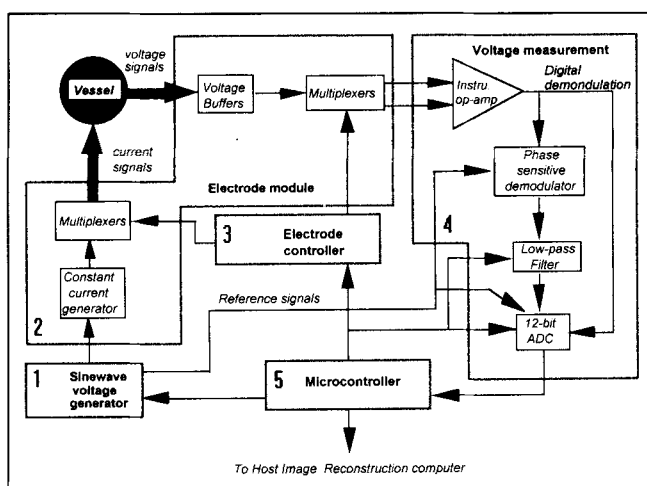 voltage
signals
Vessel
Voltage
Buffers
Multiplexers
Voltage measurement
Instru.
op-amp
Digital
demondulation
Phase
sensitive
demodulator
current
signals
Electrode module
Multiplexers
3
Electrode
controller
4
Low-pass
Filter
Constant
current
generator
2
Reference signals
12-bit
ADC
1
Sinewave
voltage
generator
5
Microcontroller
To Host Image Reconstruction computer